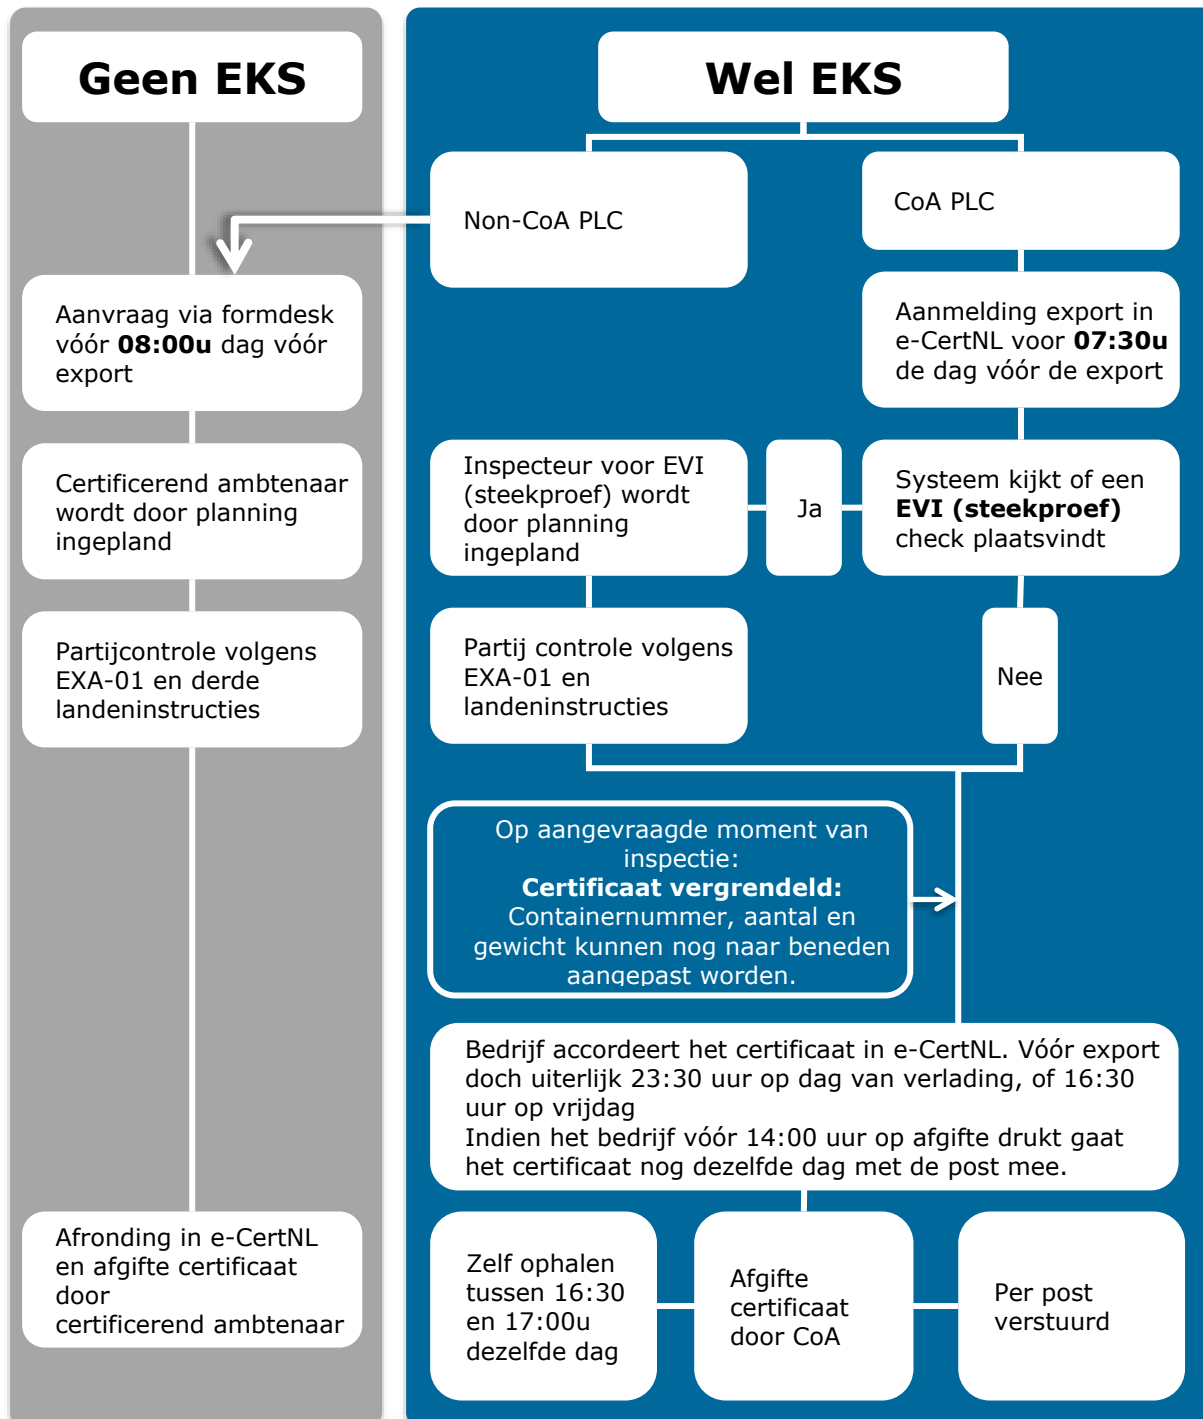 Geen EKS
Wel EKS
Non-CoA PLC
CoA PLC
Aanvraag via formdesk
vóór 08:00u dag vóór
export
Aanmelding export in
e-CertNL voor 07:30u
de dag vóór de export
Certificerend ambtenaar
wordt door planning
ingepland
Inspecteur voor EVI
(steekproef) wordt
door planning
ingepland
Ja
Systeem kijkt of een
EVI (steekproef)
check plaatsvindt
Partijcontrole volgens
EXA-01 en derde
landeninstructies
Partij controle volgens
EXA-01 en
landeninstructies
Nee
Op aangevraagde moment van
inspectie:
Certificaat vergrendeld:
Containernummer, aantal en
gewicht kunnen nog naar beneden
aangepast worden.
Bedrijf accordeert het certificaat in e-CertNL. Vóór export
doch uiterlijk 23:30 uur op dag van verlading, of 16:30
uur op vrijdag
Indien het bedrijf vóór 14:00 uur op afgifte drukt gaat
het certificaat nog dezelfde dag met de post mee.
Afronding in e-CertNL
en afgifte certificaat
door
certificerend ambtenaar
Zelf ophalen
tussen 16:30
en 17:00u
dezelfde dag
Afgifte
certificaat
door CoA
Per post
verstuurd